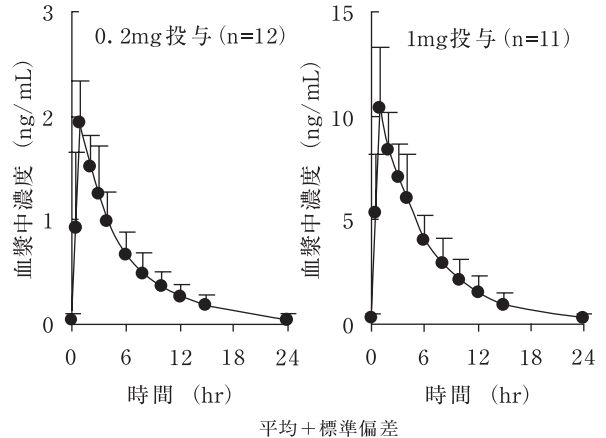 0.2mg投与(n=12)
血漿中濃度 (ng/mL)
3
2
1
0
0 6 12 18 24
時間 (hr)
1mg投与(n=11)
血漿中濃度 (ng/mL)
15
10
5
0
0 6 12 18 24
時間 (hr)
平均+標準偏差